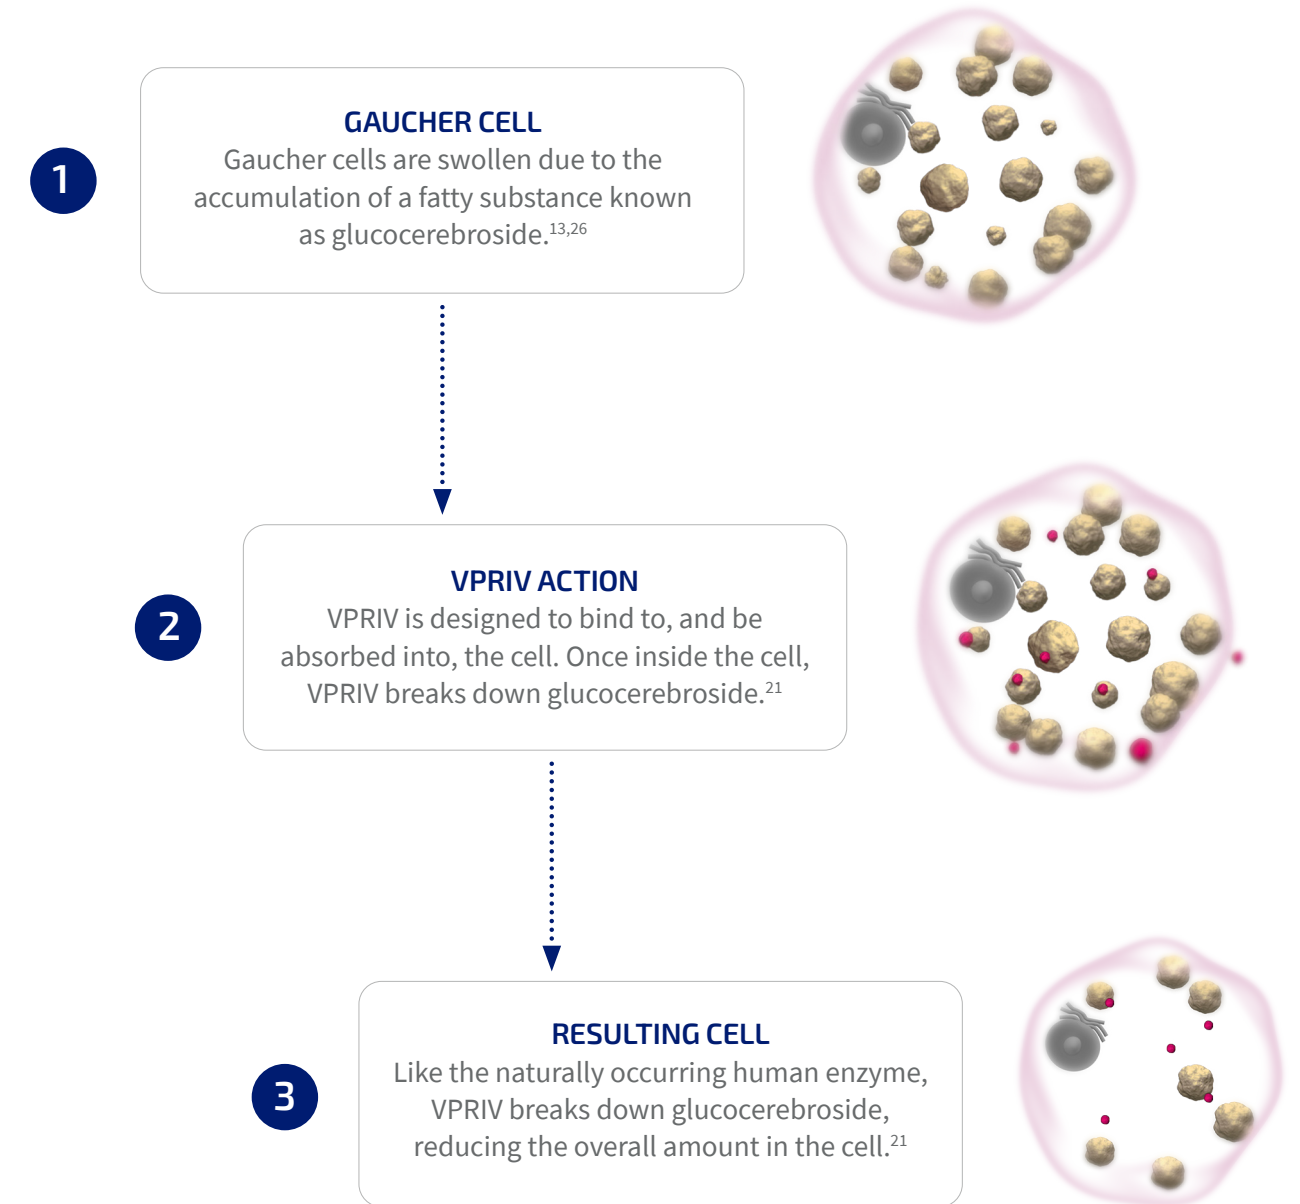 1
GAUCHER CELL
Gaucher cells are swollen due to the
accumulation of a fatty substance known
as glucocerebroside.13,26
2
VPRIV ACTION
VPRIV is designed to bind to, and be
absorbed into, the cell. Once inside the cell,
VPRIV breaks down glucocerebroside.21
3
RESULTING CELL
Like the naturally occurring human enzyme,
VPRIV breaks down glucocerebroside,
reducing the overall amount in the cell.21